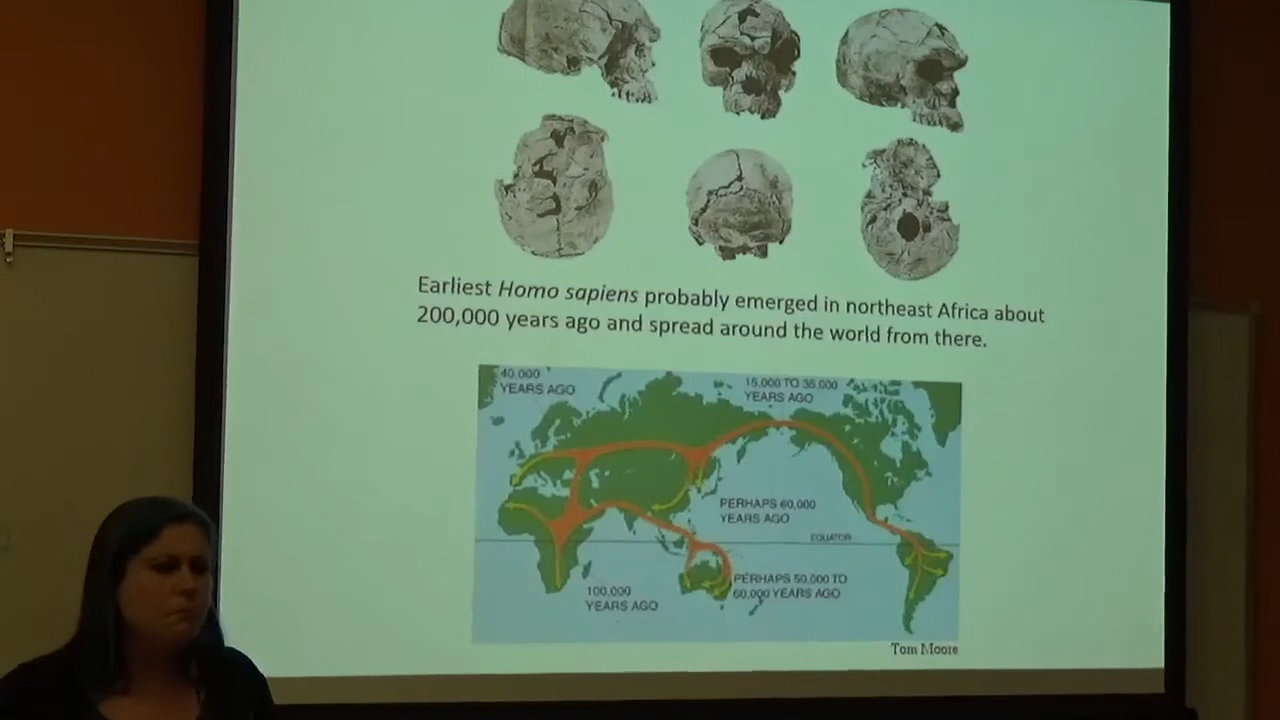 Earliest Homo sapiens probably emerged in northeast Africa about
200,000 years ago and spread around the world from there.
40,000
YEARS AGO
15,000 TO 35,000
YEARS AGO
PERHAPS 60,000
YEARS AGO
EQUATOR
PERHAPS 50,000 TO
60,000 YEARS AGO
100,000
YEARS AGO
Tom Moore